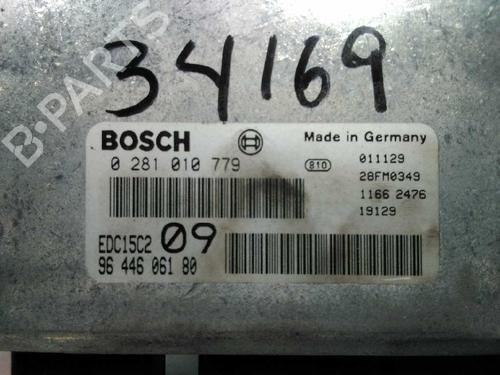 34169
B-PARTS
BOSCH
Made in Germany
0 281 010 779
810
011129
28FM0349
1166 2476
19129
EDC15C2 09
96 446 061 80